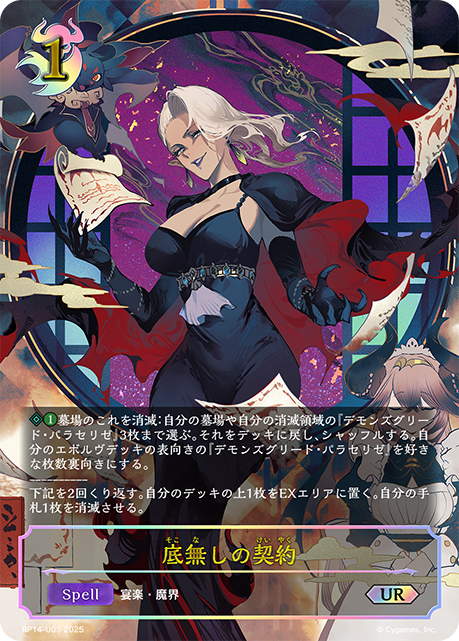 1
1墓場のこれを消滅:自分の墓場や自分の消滅領域の『デモンズグリー
ド・パラセリゼ』3枚まで選ぶ。それをデッキに戻し、シャッフルする。自
分のエボルヴデッキの表向きの『デモンズグリード・パラセリゼ』を好き
な枚数裏向きにする。
----------
下記を2回くり返す。自分のデッキの上1枚をEXエリアに置く。自分の手
札1枚を消滅させる。
そこ な けい やく
底無しの契約
Spell 宴楽・魔界 UR
BP14-U05 2025 © Cygames, Inc.